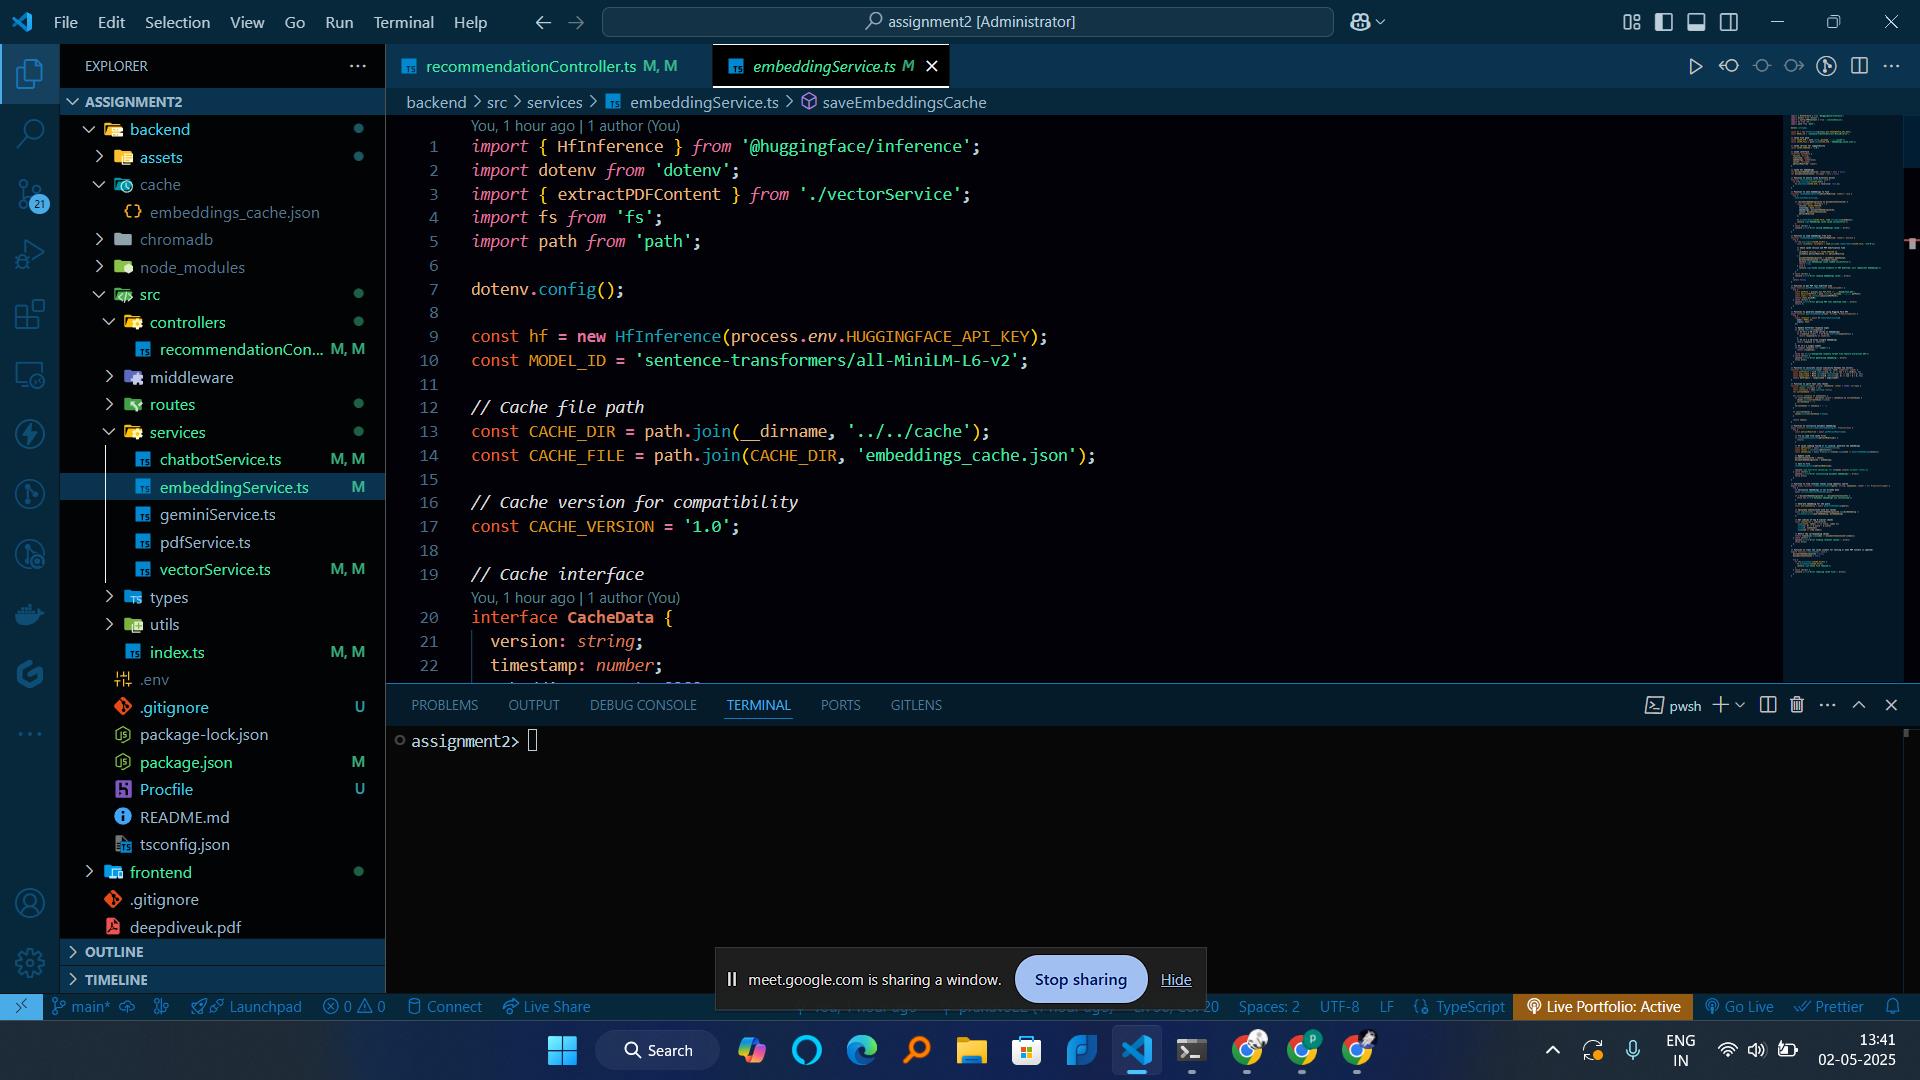 File Edit Selection View Go Run Terminal Help
assignment2 [Administrator]
EXPLORER
ASSIGNMENT2
backend
assets
cache
embeddings_cache.json
chromadb
node_modules
src
controllers
recommendationCon... M, M
middleware
routes
services
chatbotService.ts M, M
embeddingService.ts M
geminiService.ts
pdfService.ts
vectorService.ts M, M
types
utils
index.ts M, M
.env
.gitignore U
package-lock.json
package.json M
Procfile U
README.md
tsconfig.json
frontend
.gitignore
deepdiveuk.pdf
OUTLINE
TIMELINE
21
recommendationController.ts M, M
embeddingService.ts M
backend > src > services > embeddingService.ts > saveEmbeddingsCache
You, 1 hour ago | 1 author (You)
1 import { HfInference } from '@huggingface/inference';
2 import dotenv from 'dotenv';
3 import { extractPDFContent } from './vectorService';
4 import fs from 'fs';
5 import path from 'path';
6
7 dotenv.config();
8
9 const hf = new HfInference(process.env.HUGGINGFACE_API_KEY);
10 const MODEL_ID = 'sentence-transformers/all-MiniLM-L6-v2';
11
12 // Cache file path
13 const CACHE_DIR = path.join(__dirname, '../../cache');
14 const CACHE_FILE = path.join(CACHE_DIR, 'embeddings_cache.json');
15
16 // Cache version for compatibility
17 const CACHE_VERSION = '1.0';
18
19 // Cache interface
You, 1 hour ago | 1 author (You)
20 interface CacheData {
21 version: string;
22 timestamp: number;
PROBLEMS OUTPUT DEBUG CONSOLE TERMINAL PORTS GITLENS
pwsh
assignment2>
meet.google.com is sharing a window. Stop sharing Hide
main* Launchpad 0 0 Connect Live Share
Spaces: 2 UTF-8 LF {} TypeScript Live Portfolio: Active Go Live Prettier
Search
ENG
IN
13:41
02-05-2025